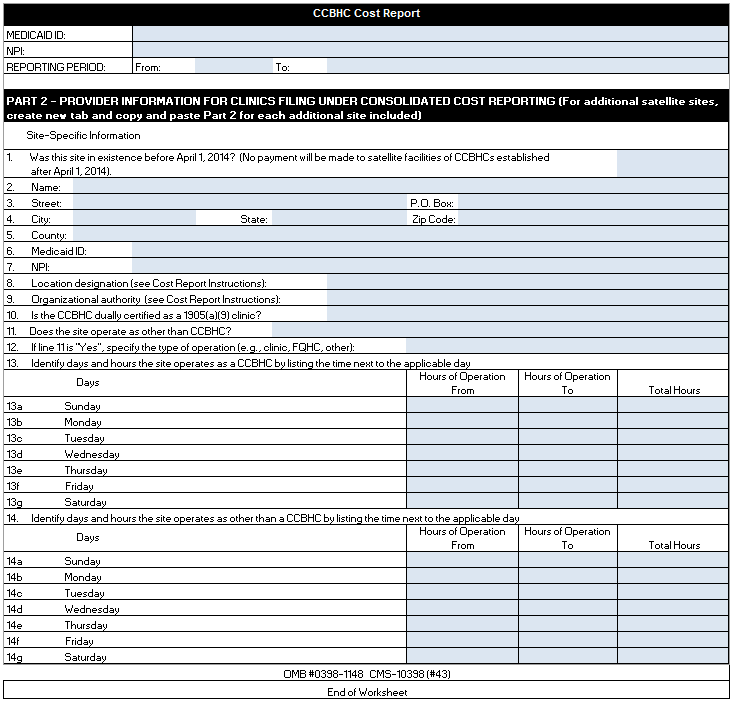 CCBHC Cost Report
MEDICAID ID:
NPI:
REPORTING PERIOD: From: To:
PART 2 - PROVIDER INFORMATION FOR CLINICS FILING UNDER CONSOLIDATED COST REPORTING (For additional satellite sites,
create new tab and copy and paste Part 2 for each additional site included)
Site-Specific Information
1. Was this site in existence before April 1, 2014? (No payment will be made to satellite facilities of CCBHCs established
after April 1, 2014).
2. Name:
3. Street: P.O. Box:
4. City: State: Zip Code:
5. County:
6. Medicaid ID:
7. NPI:
8. Location designation (see Cost Report Instructions):
9. Organizational authority (see Cost Report Instructions):
10. Is the CCBHC dually certified as a 1905(a)(9) clinic?
11. Does the site operate as other than CCBHC?
12. If line 11 is "Yes", specify the type of operation (e.g., clinic, FQHC, other):
13. Identify days and hours the site operates as a CCBHC by listing the time next to the applicable day
Days Hours of Operation From Hours of Operation To Total Hours
13a Sunday
13b Monday
13c Tuesday
13d Wednesday
13e Thursday
13f Friday
13g Saturday
14. Identify days and hours the site operates as other than a CCBHC by listing the time next to the applicable day
Days Hours of Operation From Hours of Operation To Total Hours
14a Sunday
14b Monday
14c Tuesday
14d Wednesday
14e Thursday
14f Friday
14g Saturday
OMB #0398-1148 CMS-10398 (#43)
End of Worksheet